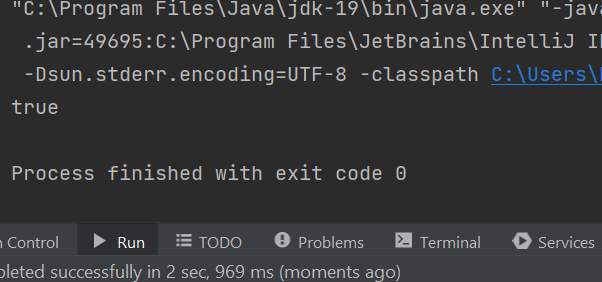 "C:\Program Files\Java\jdk-19\bin\java.exe" "-java
.jar=49695:C:\Program Files\JetBrains\IntelliJ
-Dsun.stderr.encoding=UTF-8 -classpath C:\Users\
true
Process finished with exit code 0
Control Run TODO Problems Terminal Services
successfully in 2 sec, 969 ms (moments ago)